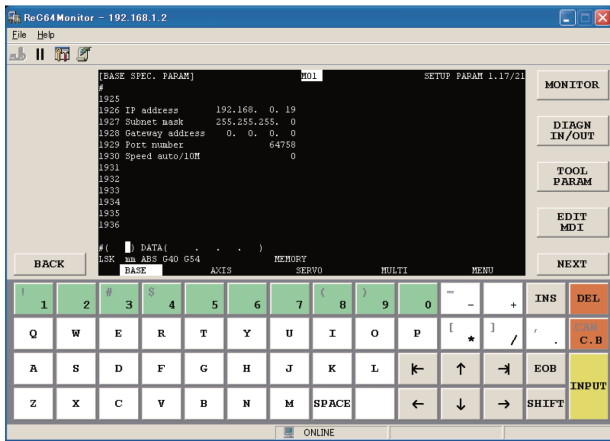 ReC64Monitor - 192.168.1.2
File Help
[BASE SPEC. PARAM] M01 SETUP PARAM 1.17/21
#
1925
1926 IP address 192.168. 0. 19
1927 Subnet mask 255.255.255. 0
1928 Gateway address 0. 0. 0. 0
1929 Port number 64758
1930 Speed auto/10M 0
1931
1932
1933
1934
1935
1936
#( ) DATA( . . . )
LSK mm ABS G40 G54 MEMORY
BASE AXIS SERVO MULTI MENU
MONITOR
DIAGN
IN/OUT
TOOL
PARAM
EDIT
MDI
BACK
NEXT
! 1 2 # 3 $ 4 5 6 7 ( 8 ) 9 0 = - + INS DEL
Q W E R T Y U I O P [ * ] / , . CAN C.B
A S D F G H J K L ↑ EOB
INPUT
Z X C V B N M SPACE ← ↓ → SHIFT
ONLINE